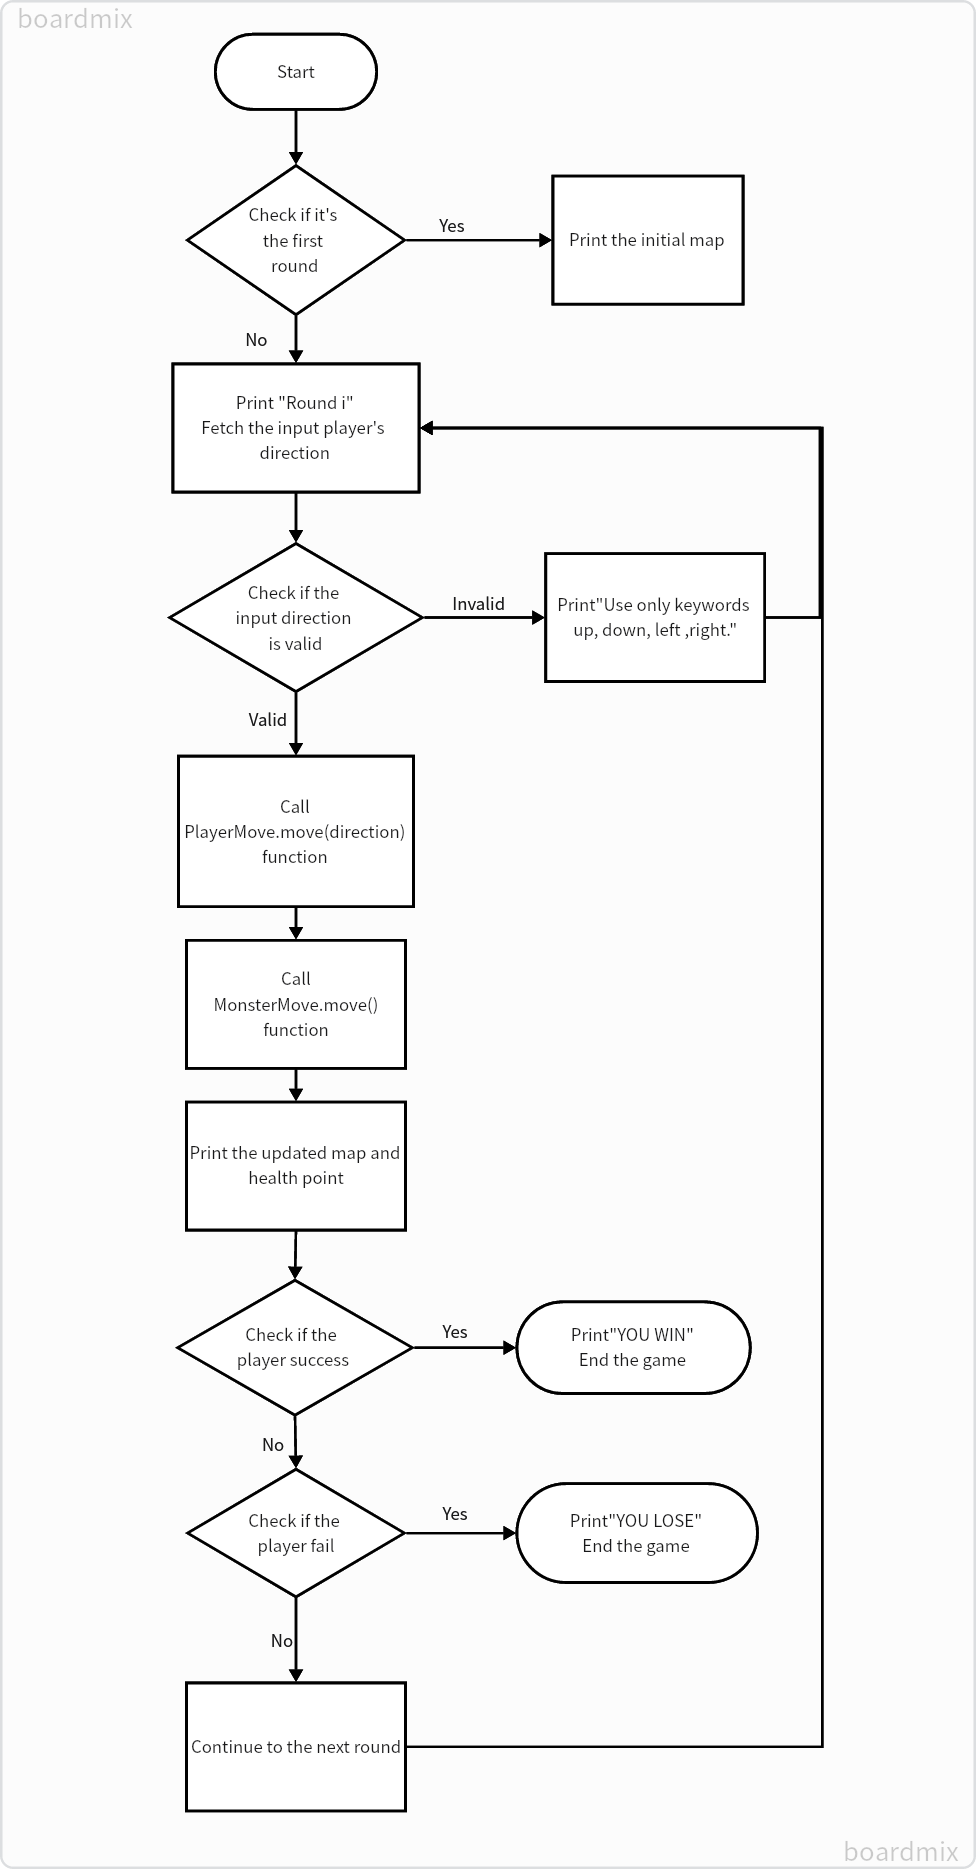 boardmix
Start
Check if it's
the first
round
Yes
Print the initial map
No
Print "Round i"
Fetch the input player's
direction
Check if the
input direction
is valid
Invalid
Print"Use only keywords
up, down, left ,right."
Valid
Call
PlayerMove.move(direction)
function
Call
MonsterMove.move()
function
Print the updated map and
health point
Check if the
player success
Yes
Print"YOU WIN"
End the game
No
Check if the
player fail
Yes
Print"YOU LOSE"
End the game
No
Continue to the next round
boardmix